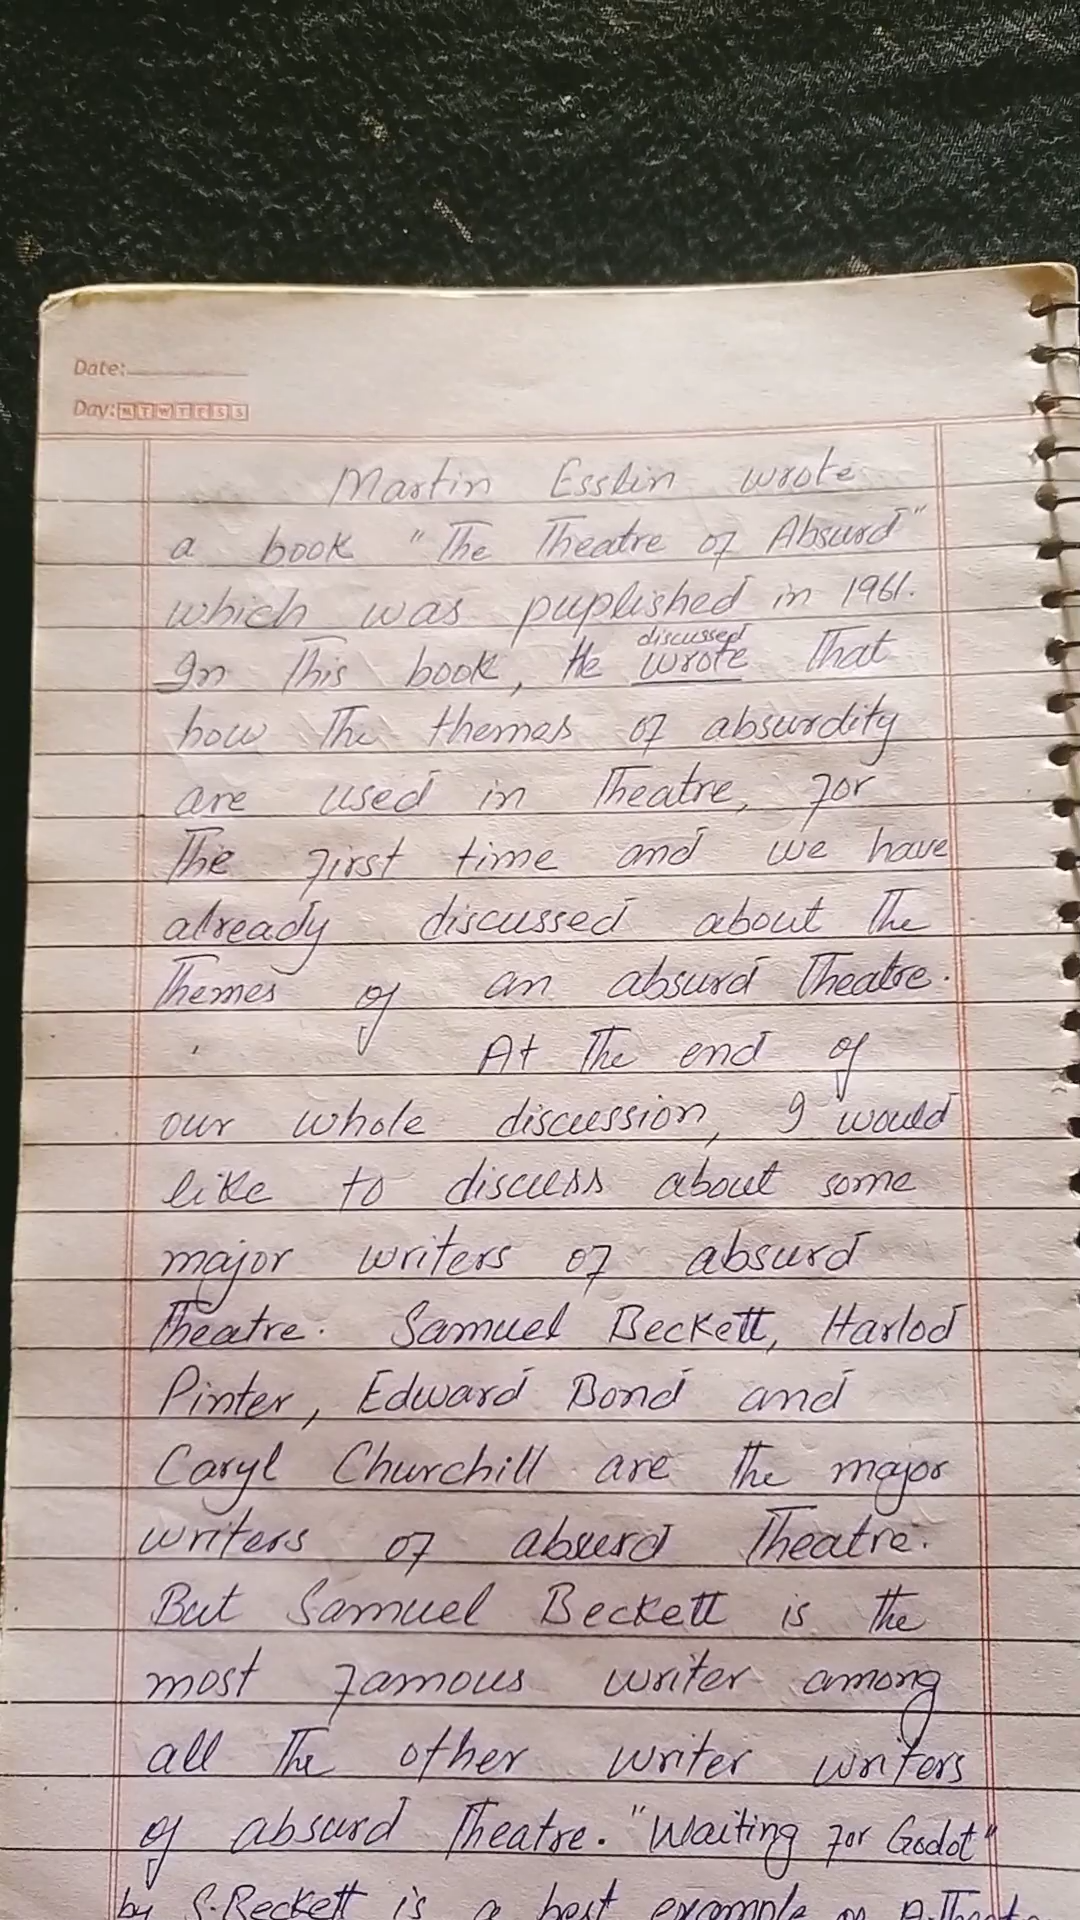 Date:
Day: M T W T F S S
Martin Esslin wrote
a book "The Theatre of Absurd"
which was puplished in 1961.
discussed
In this book, He wrote that
how the themes of absurdity
are used in Theatre, for
the first time and we have
already discussed about the
themes of an absurd Theatre.
At the end of
our whole discussion, I would
like to discuss about some
major writers of absurd
Theatre. Samuel Beckett, Harlod
Pinter, Edward Bond and
Caryl Churchill are the major
writers of absurd Theatre.
But Samuel Beckett is the
most famous writer among
all the other writer writers
of absurd Theatre. "Waiting for Godot"
by S.Beckett is a best example